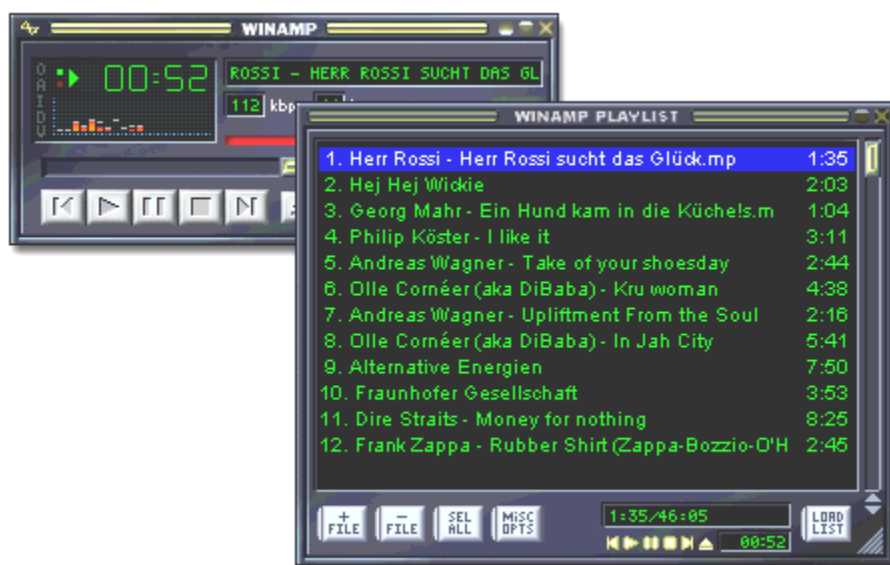 WINAMP
O
A
I
D
V
00:52
ROSSI - HERR ROSSI SUCHT DAS GL
112 kbp
WINAMP PLAYLIST
1. Herr Rossi - Herr Rossi sucht das Glück.mp 1:35
2. Hej Hej Wickie 2:03
3. Georg Mahr - Ein Hund kam in die Küche!s.m 1:04
4. Philip Köster - I like it 3:11
5. Andreas Wagner - Take of your shoesday 2:44
6. Olle Cornéer (aka DiBaba) - Kru woman 4:38
7. Andreas Wagner - Upliftment From the Soul 2:16
8. Olle Cornéer (aka DiBaba) - In Jah City 5:41
9. Alternative Energien 7:50
10. Fraunhofer Gesellschaft 3:53
11. Dire Straits - Money for nothing 8:25
12. Frank Zappa - Rubber Shirt (Zappa-Bozzio-O'H 2:45
+ FILE
- FILE
SEL ALL
MISC OPTS
1:35/46:05
00:52
LOAD LIST